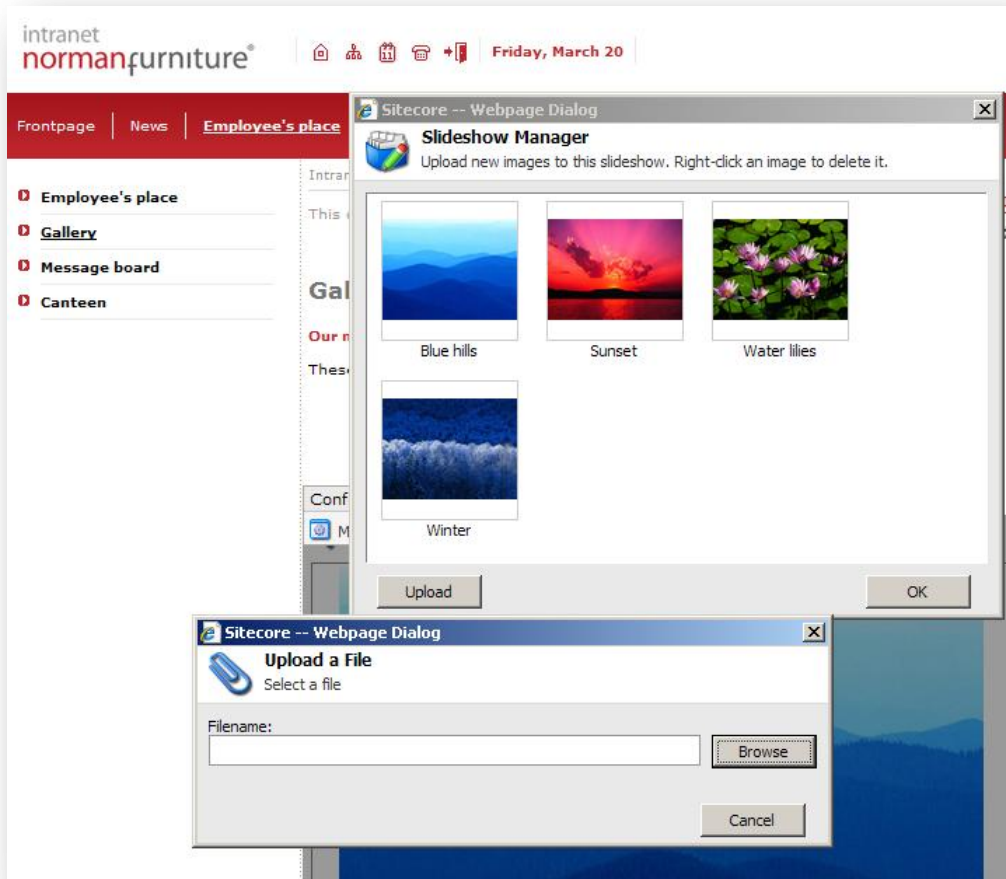 intranet
normanfurniture®
11
Friday, March 20
Frontpage
News
Employee's place
Employee's place
Gallery
Message board
Canteen
This
Gal
Our
These
Conf
M
Sitecore -- Webpage Dialog
Slideshow Manager
Upload new images to this slideshow. Right-click an image to delete it.
Blue hills
Sunset
Water lilies
Winter
Upload
OK
Sitecore -- Webpage Dialog
Upload a File
Select a file
Filename:
Browse
Cancel